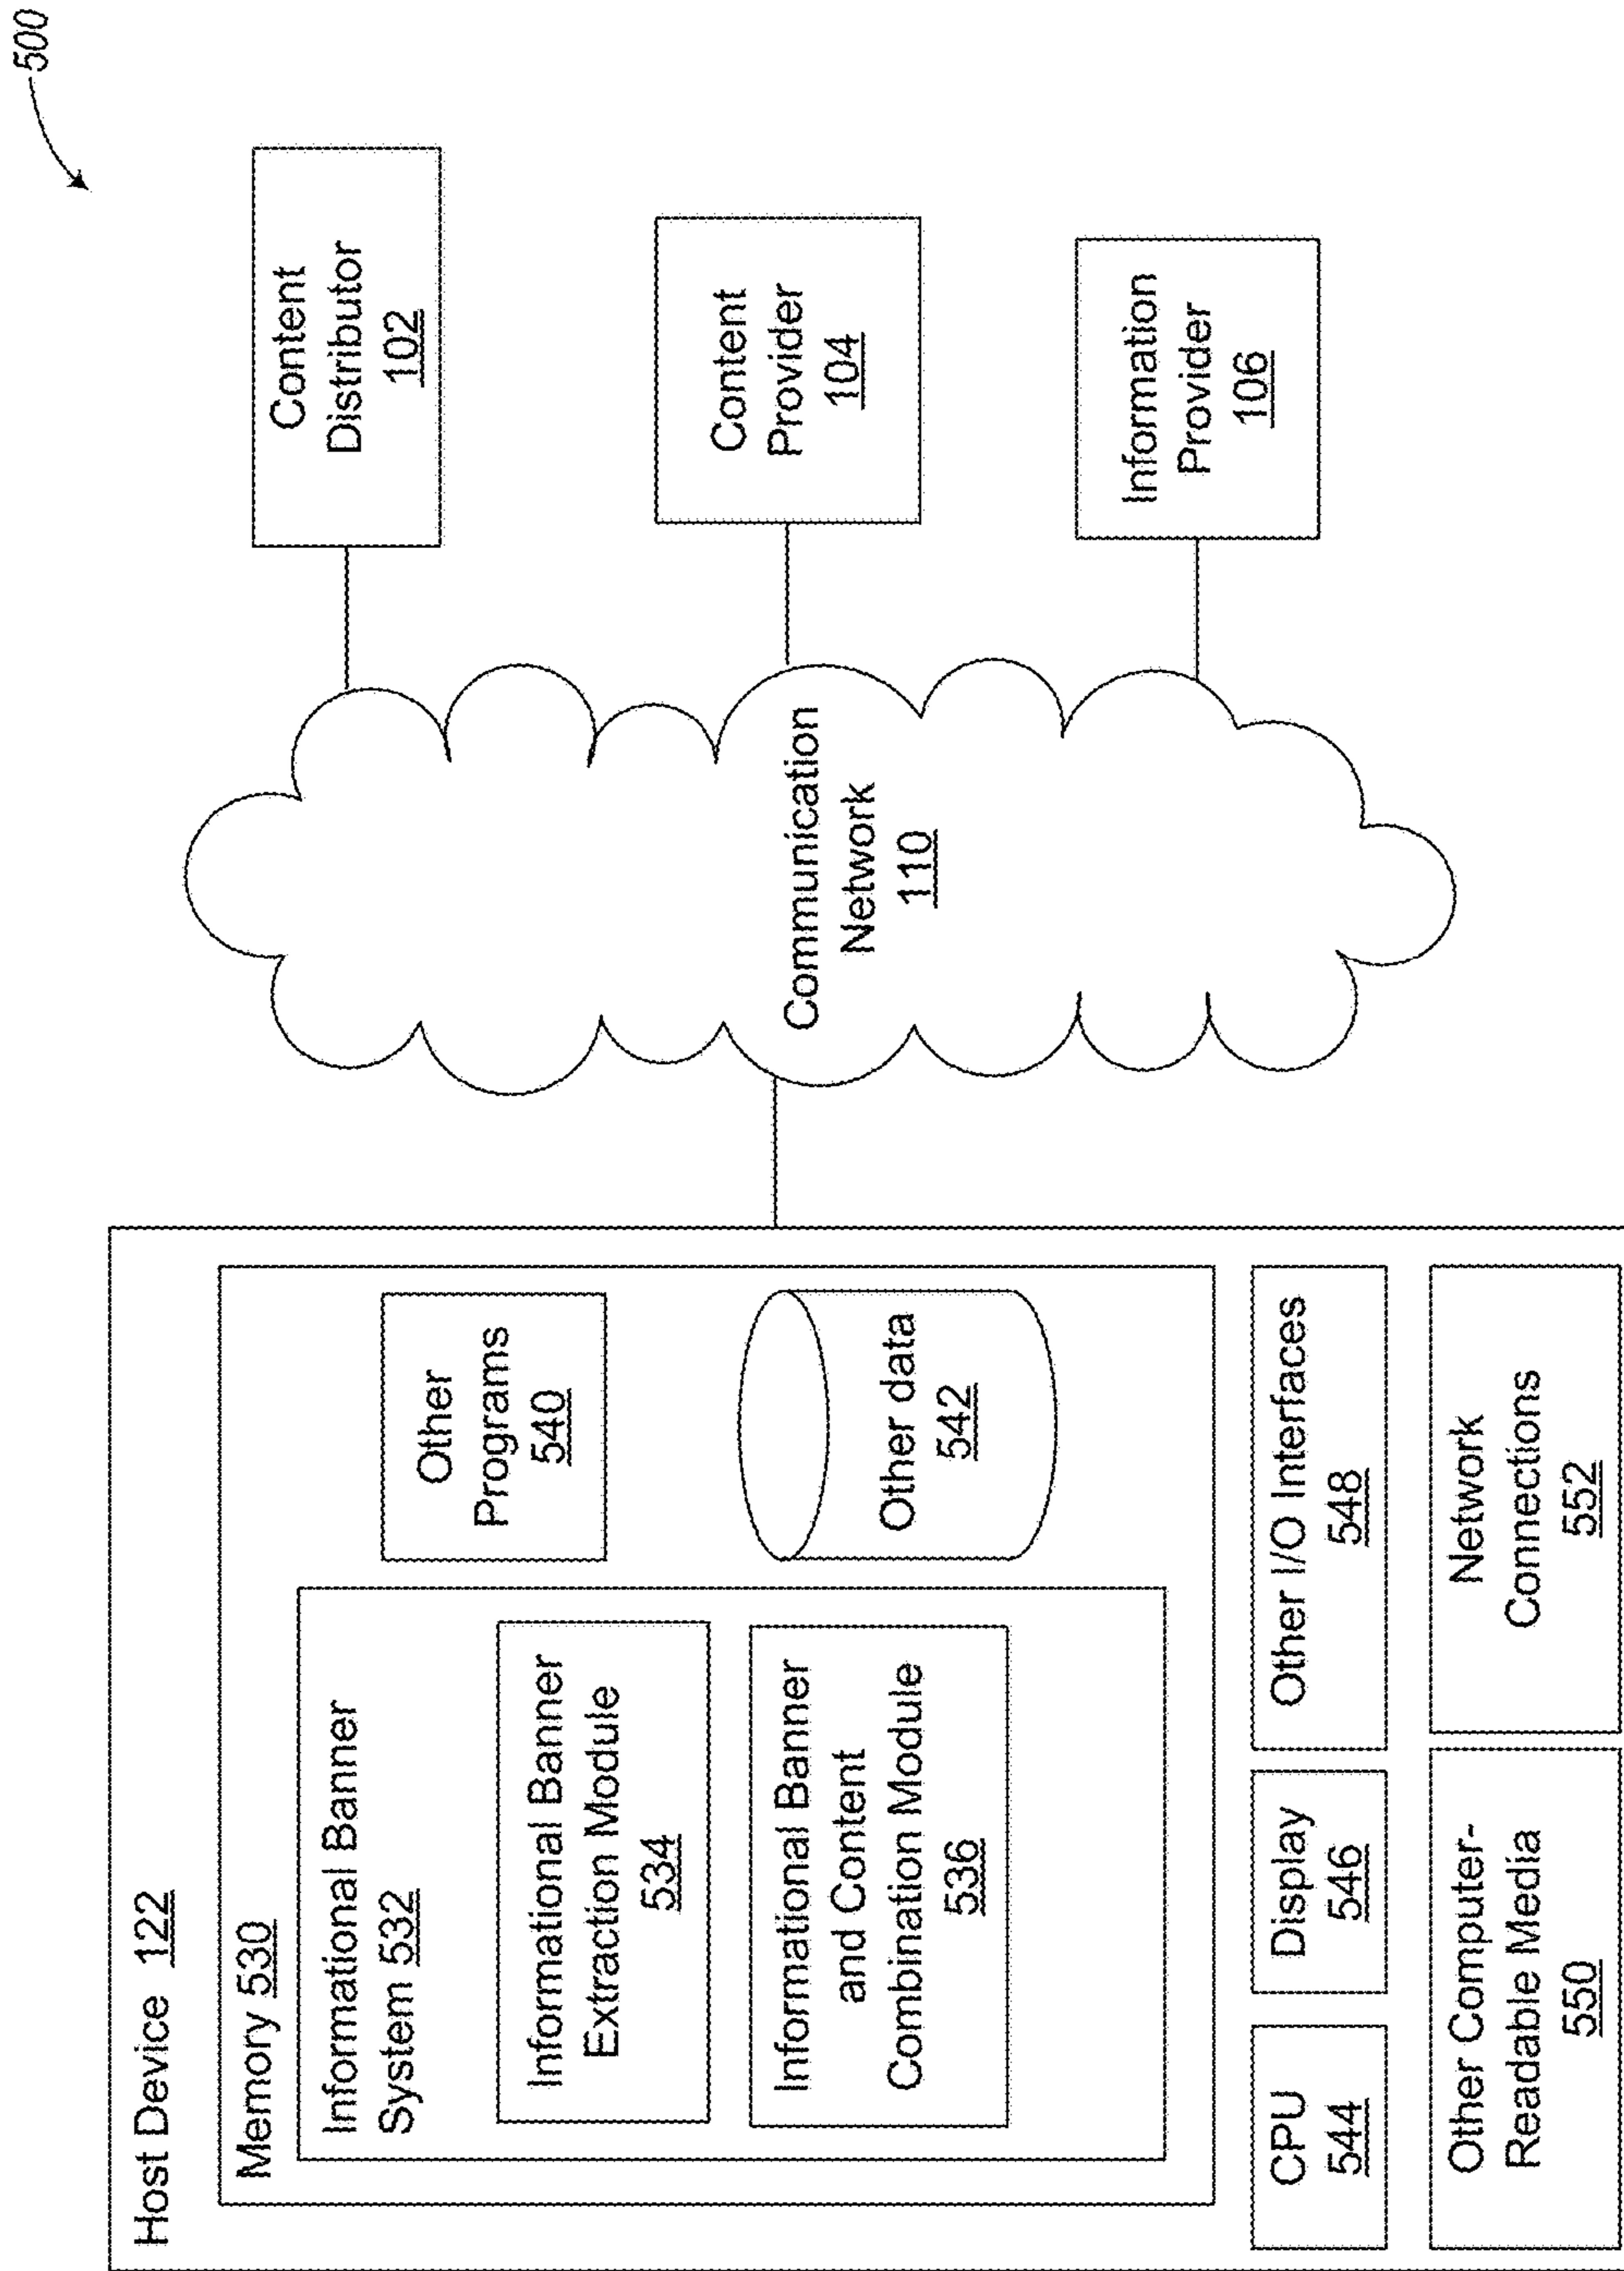 500
Host Device 122
Memory 530
Informational Banner
System 532
Informational Banner
Extraction Module
534
Informational Banner
and Content
Combination Module
536
Other
Programs
540
Other data
542
CPU
544
Display
546
Other I/O Interfaces
548
Other Computer-
Readable Media
550
Network
Connections
552
Communication
Network
110
Content
Distributor
102
Content
Provider
104
Information
Provider
106